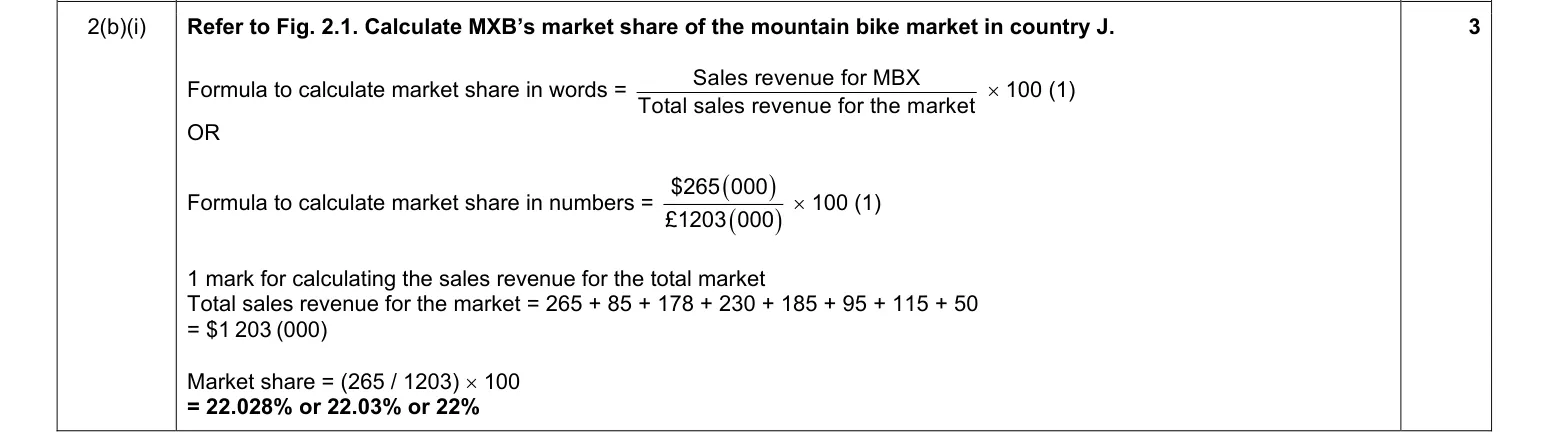 2(b)(i) Refer to Fig. 2.1. Calculate MXB’s market share of the mountain bike market in country J. 3
Formula to calculate market share in words = Sales revenue for MBX / Total sales revenue for the market × 100 (1)
OR
Formula to calculate market share in numbers = $265(000) / £1203(000) × 100 (1)
1 mark for calculating the sales revenue for the total market
Total sales revenue for the market = 265 + 85 + 178 + 230 + 185 + 95 + 115 + 50
= $1 203 (000)
Market share = (265 / 1203) × 100
= 22.028% or 22.03% or 22%